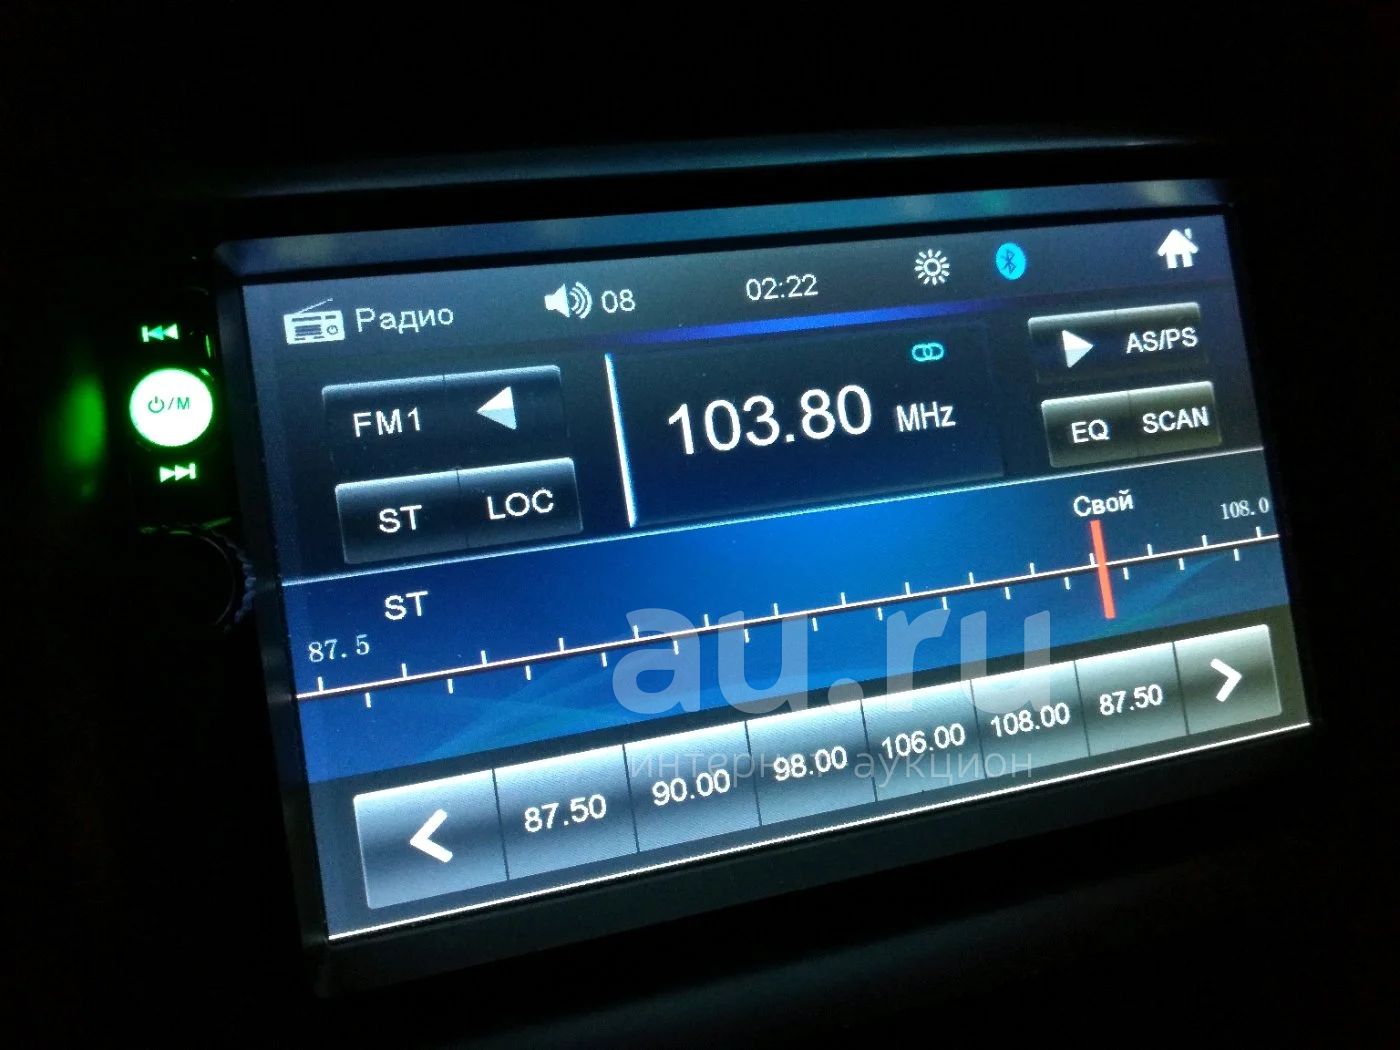 Радио 08 02:22
FM1 103.80 MHz AS/PS
ST LOC EQ SCAN
⏻/M
Свой 108.0
ST
87.5
au.ru
интернет аукцион
87.50 90.00 98.00 106.00 108.00 87.50